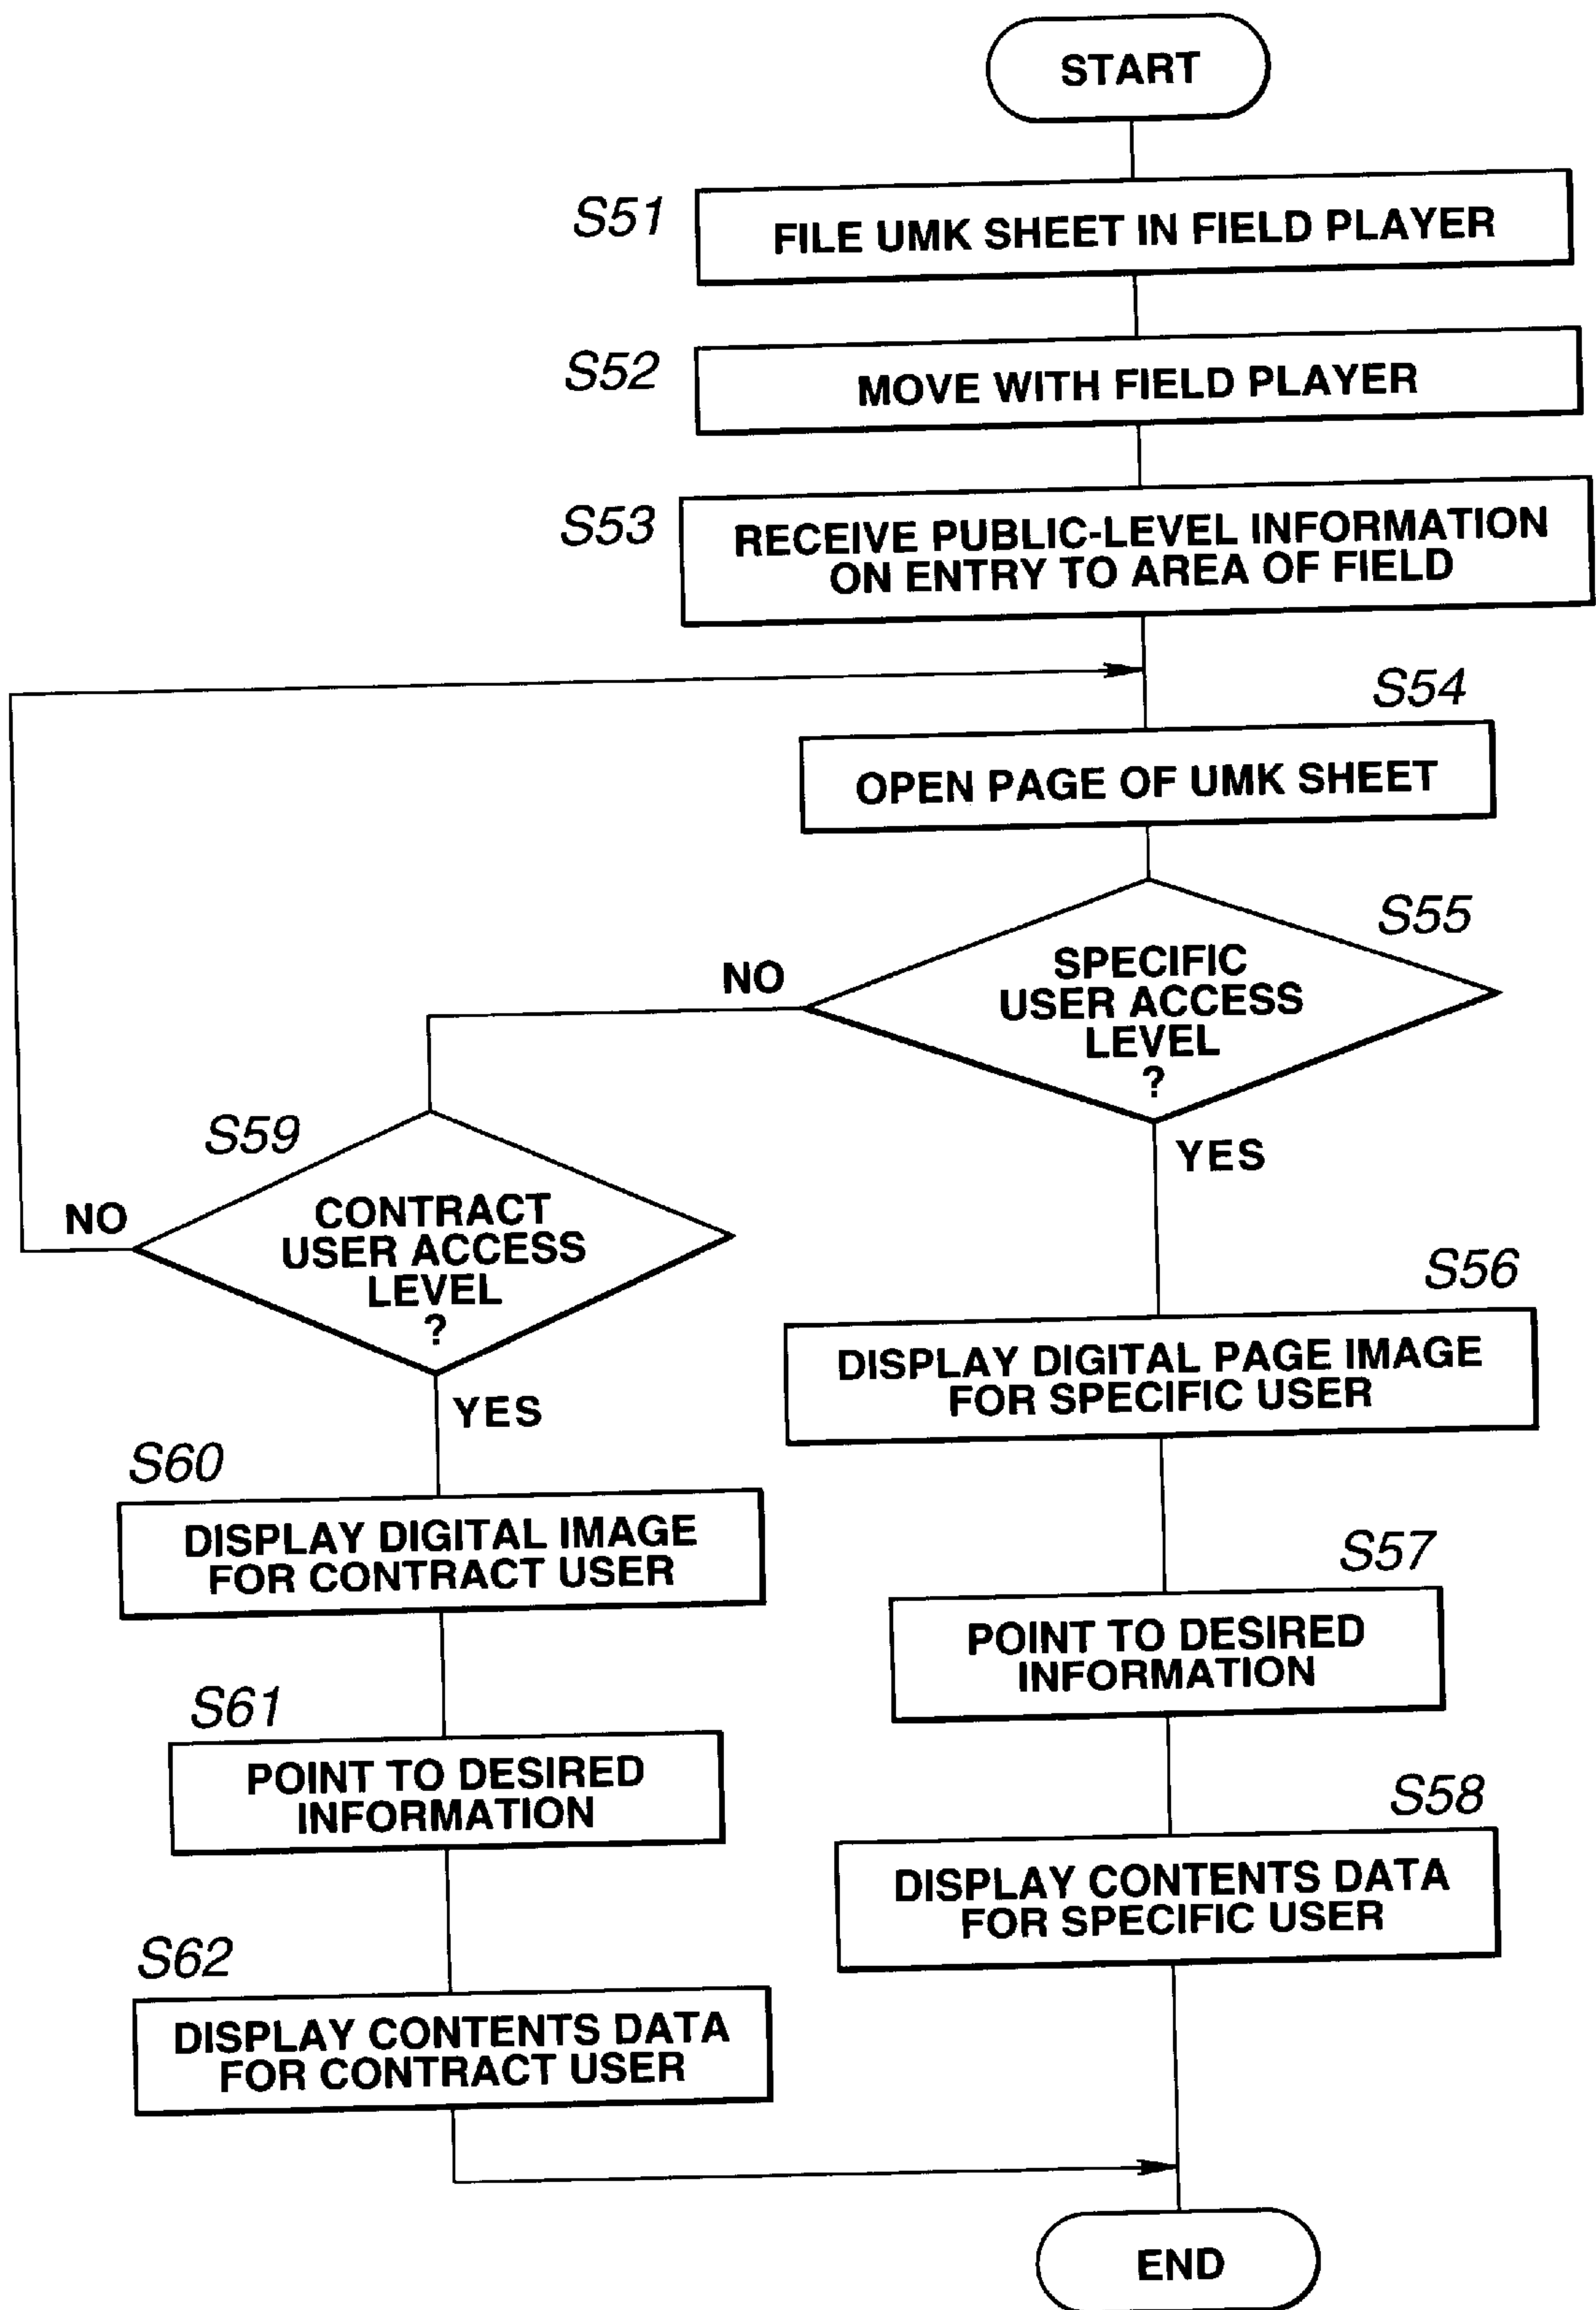 START
S51
FILE UMK SHEET IN FIELD PLAYER
S52
MOVE WITH FIELD PLAYER
S53
RECEIVE PUBLIC-LEVEL INFORMATION
ON ENTRY TO AREA OF FIELD
S54
OPEN PAGE OF UMK SHEET
S55
SPECIFIC
USER ACCESS
LEVEL
?
NO
YES
S59
CONTRACT
USER ACCESS
LEVEL
?
NO
YES
S56
DISPLAY DIGITAL PAGE IMAGE
FOR SPECIFIC USER
S60
DISPLAY DIGITAL IMAGE
FOR CONTRACT USER
S57
POINT TO DESIRED
INFORMATION
S61
POINT TO DESIRED
INFORMATION
S58
DISPLAY CONTENTS DATA
FOR SPECIFIC USER
S62
DISPLAY CONTENTS DATA
FOR CONTRACT USER
END